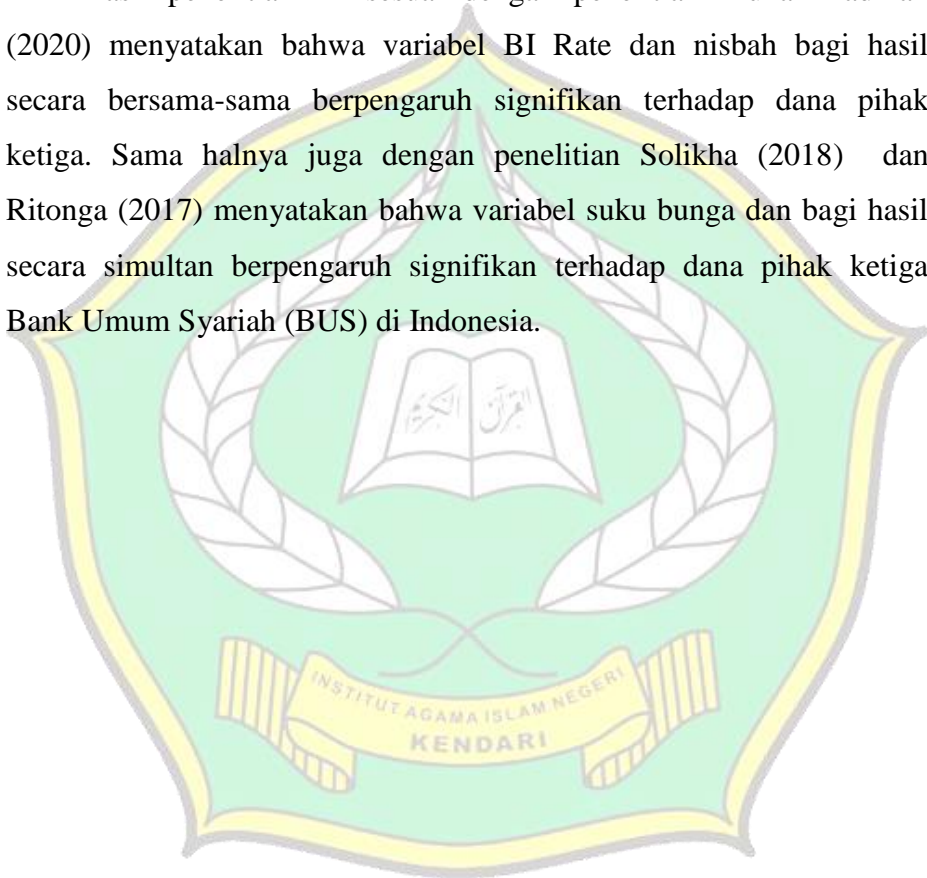 (2020) menyatakan bahwa variabel BI Rate dan nisbah bagi hasil
secara bersama-sama berpengaruh signifikan terhadap dana pihak
ketiga. Sama halnya juga dengan penelitian Solikha (2018) dan
Ritonga (2017) menyatakan bahwa variabel suku bunga dan bagi hasil
secara simultan berpengaruh signifikan terhadap dana pihak ketiga
Bank Umum Syariah (BUS) di Indonesia.
القرآن الكريم
INSTITUT AGAMA ISLAM NEGERI
KENDARI